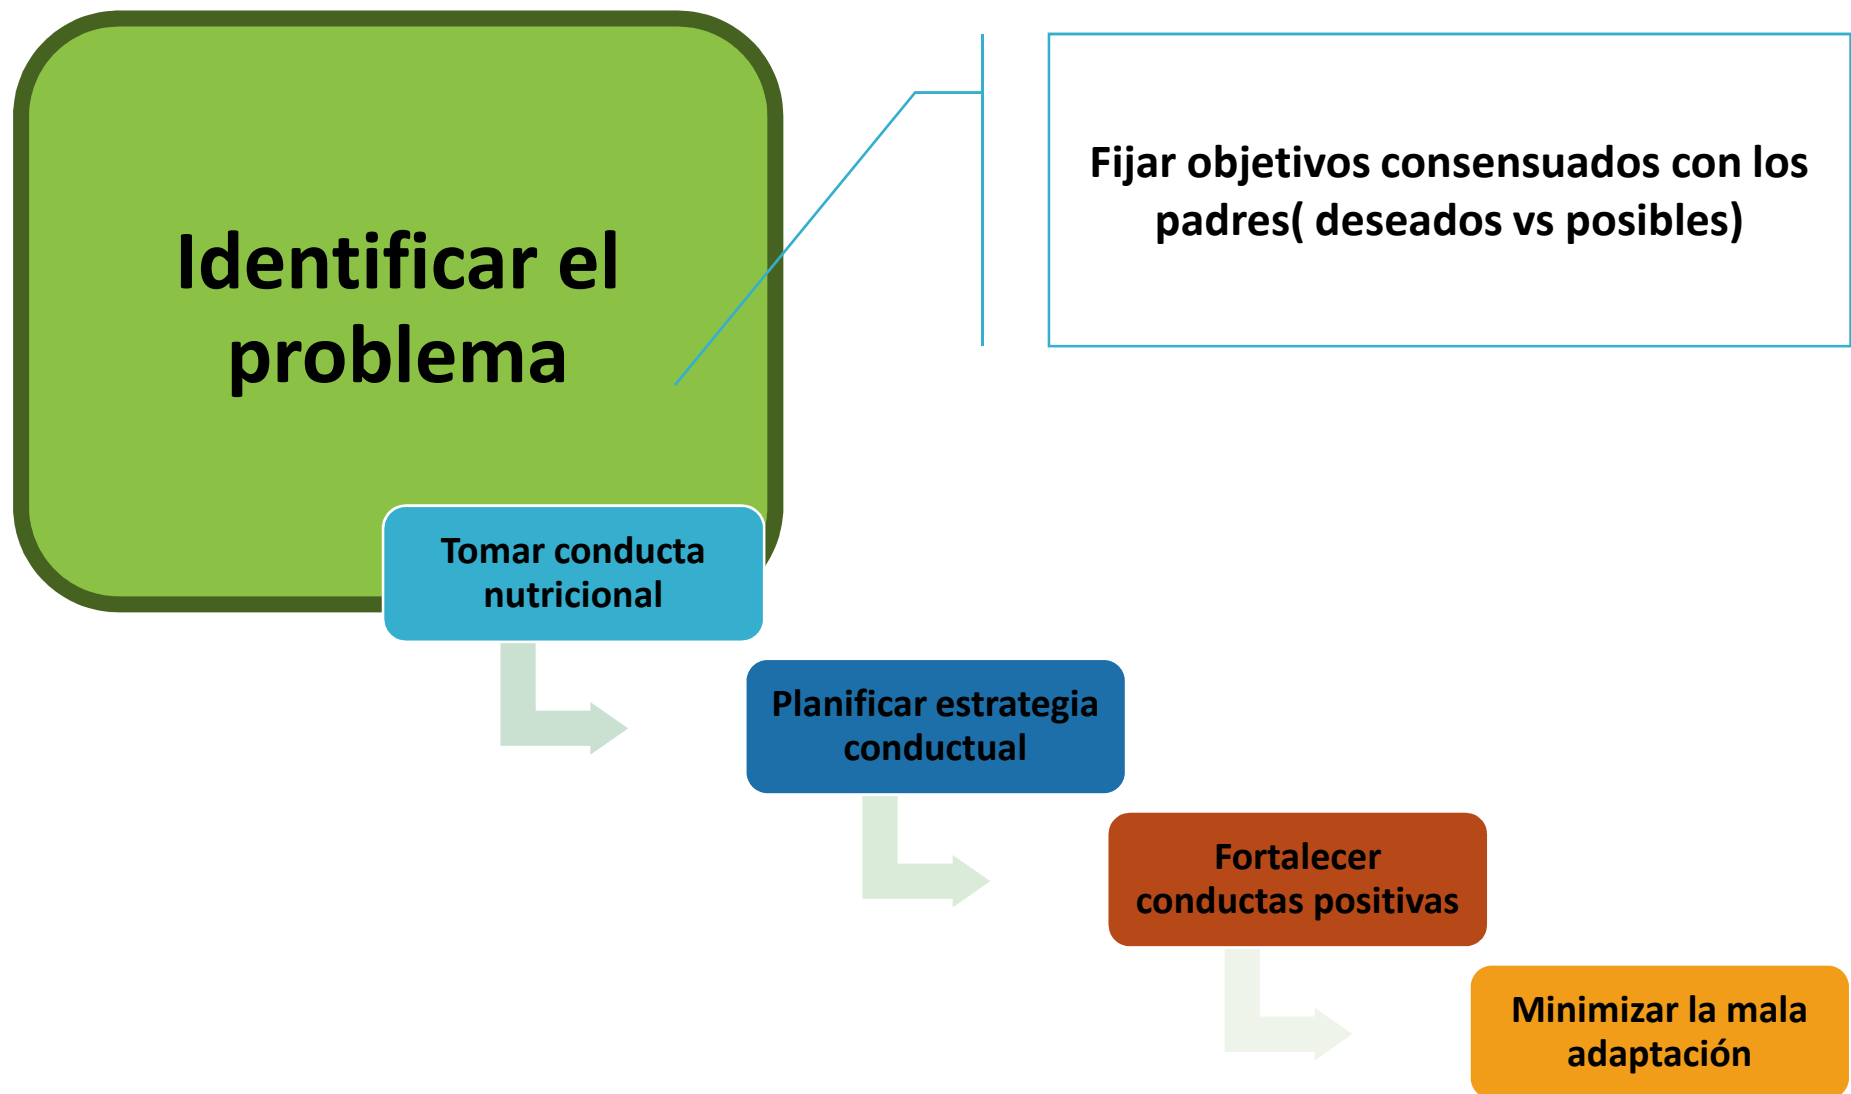 Identificar el
problema
Fijar objetivos consensuados con los
padres( deseados vs posibles)
Tomar conducta
nutricional
Planificar estrategia
conductual
Fortalecer
conductas positivas
Minimizar la mala
adaptación